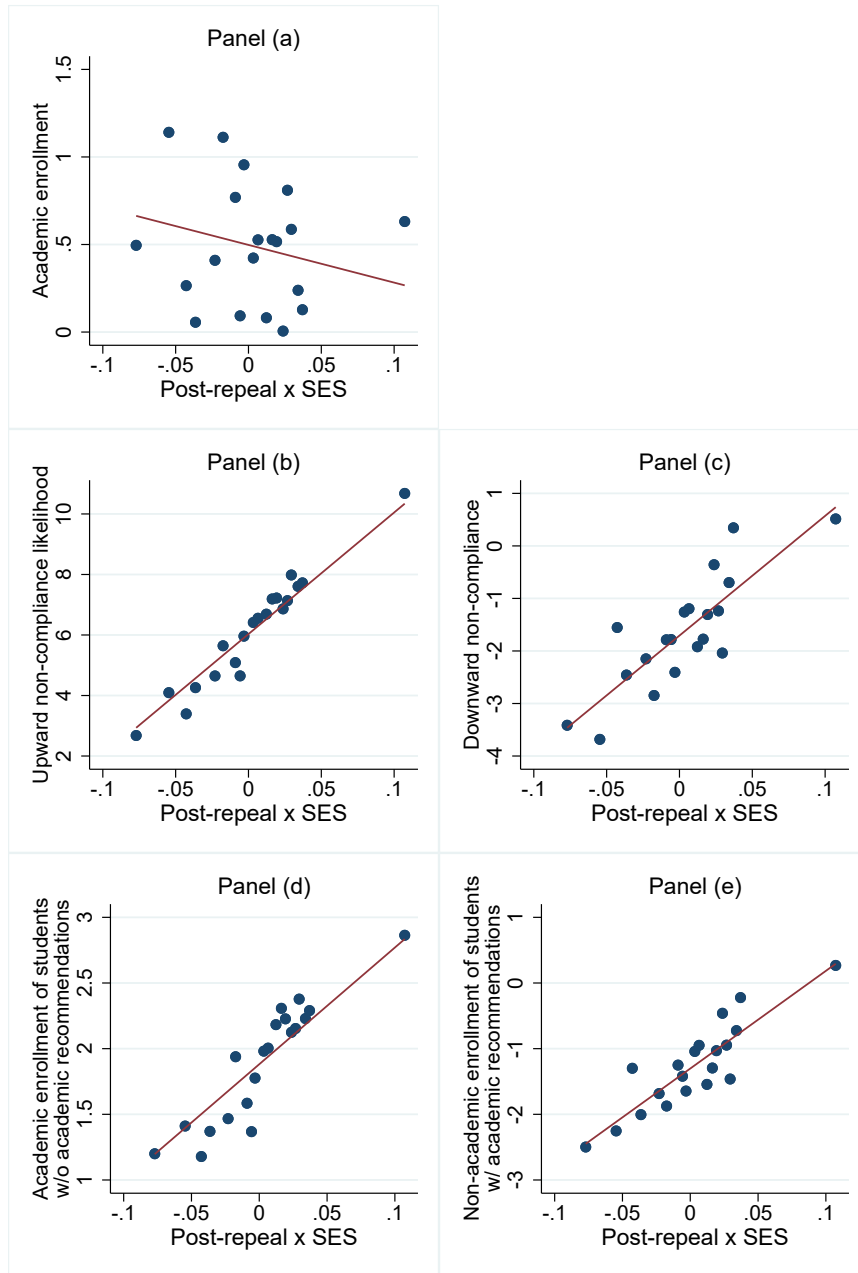 Panel (a)
Academic enrollment
1.5
1
.5
0
-.1 -.05 0 .05 .1
Post-repeal x SES
Panel (b)
Upward non-compliance likelihood
10
8
6
4
2
-.1 -.05 0 .05 .1
Post-repeal x SES
Panel (c)
Downward non-compliance
1
0
-1
-2
-3
-4
-.1 -.05 0 .05 .1
Post-repeal x SES
Panel (d)
Academic enrollment of students
w/o academic recommendations
3
2.5
2
1.5
1
-.1 -.05 0 .05 .1
Post-repeal x SES
Panel (e)
Non-academic enrollment of students
w/ academic recommendations
1
0
-1
-2
-3
-.1 -.05 0 .05 .1
Post-repeal x SES